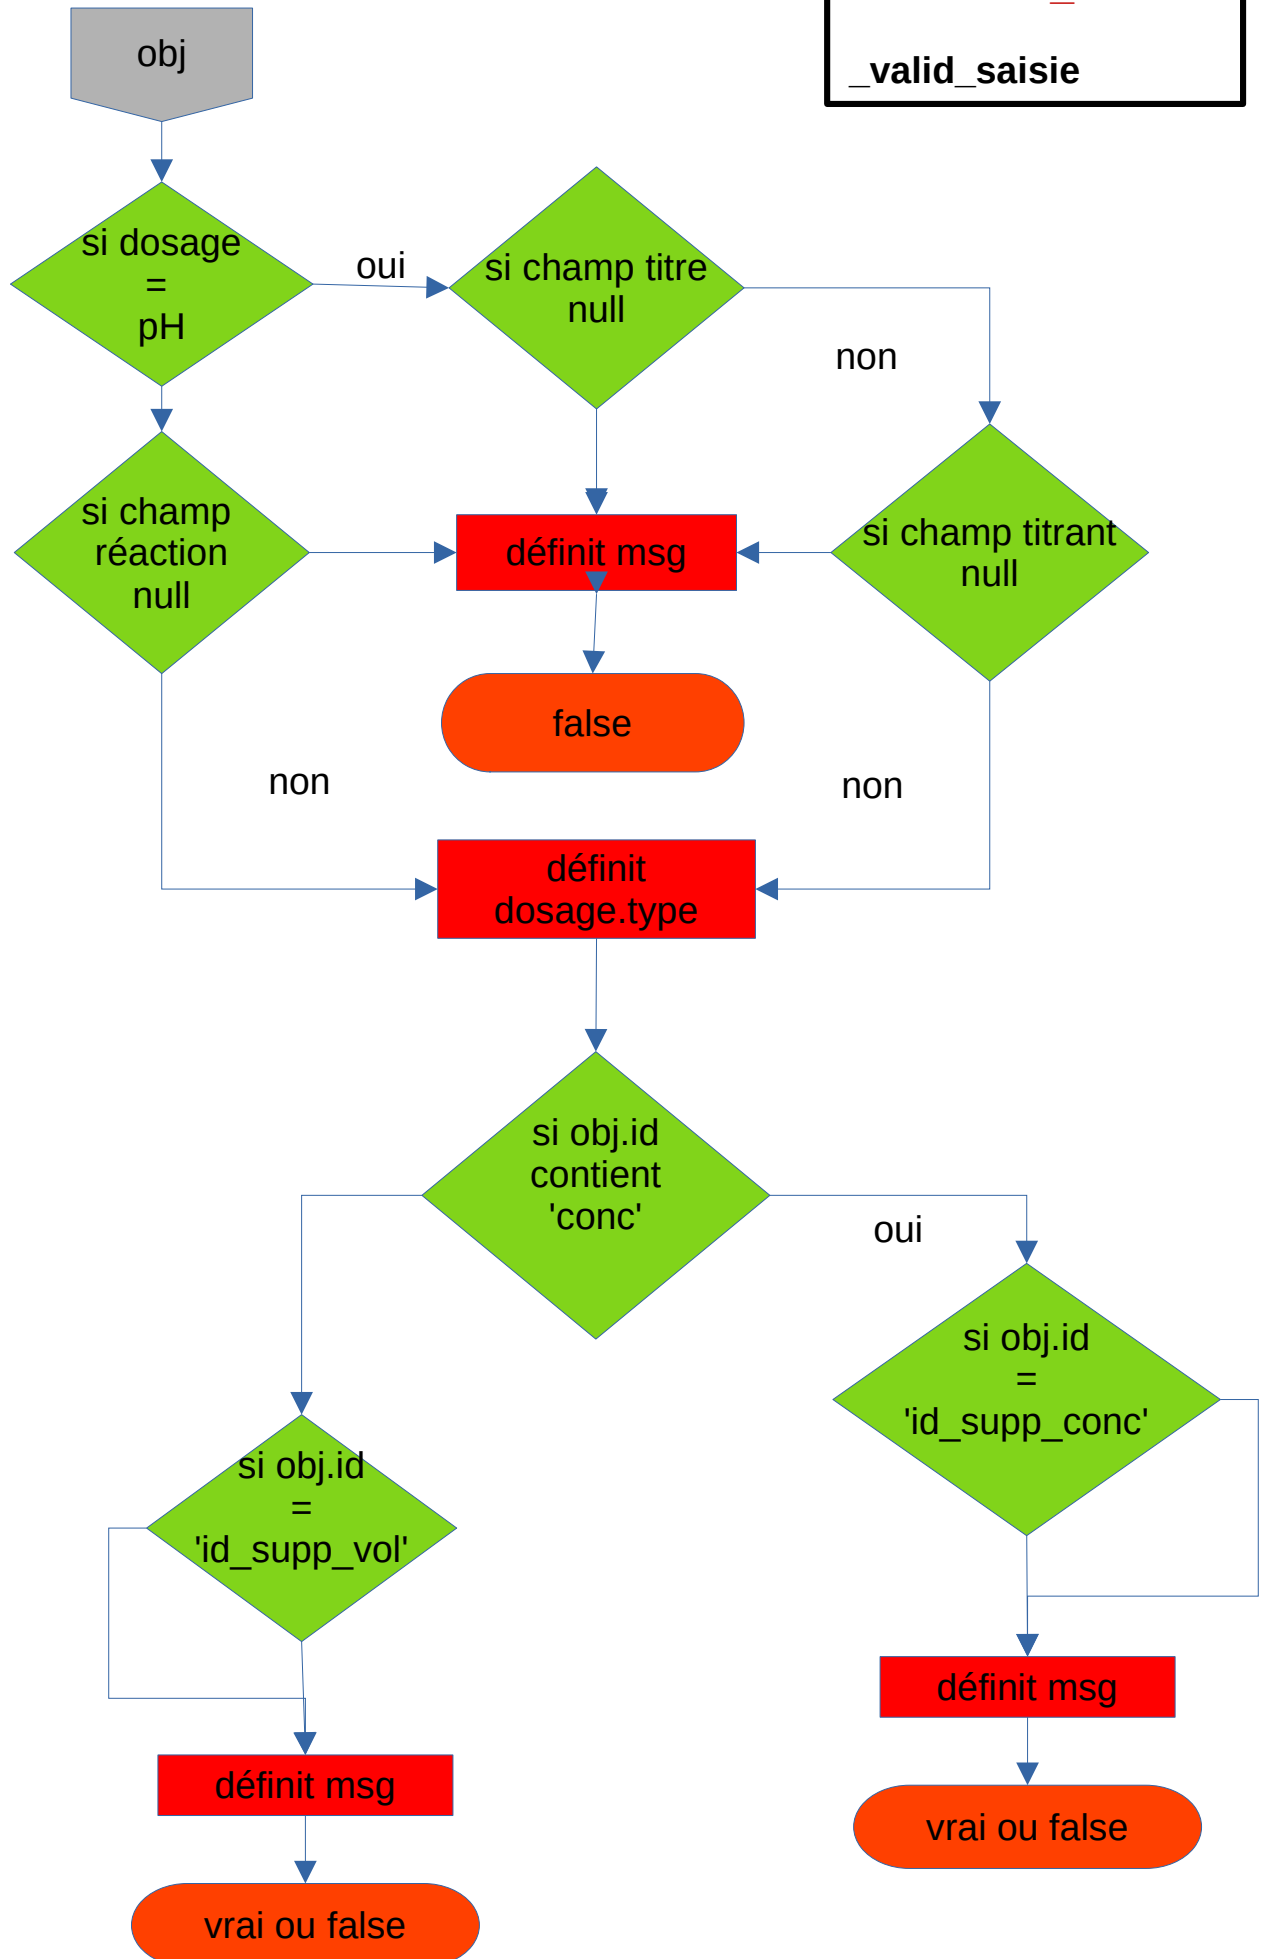 obj
_valid_saisie
si dosage
=
pH
oui
si champ titre
null
non
si champ
réaction
null
définit msg
si champ titrant
null
false
non
non
définit
dosage.type
si obj.id
contient
'conc'
oui
si obj.id
=
'id_supp_conc'
si obj.id
=
'id_supp_vol'
définit msg
définit msg
vrai ou false
vrai ou false